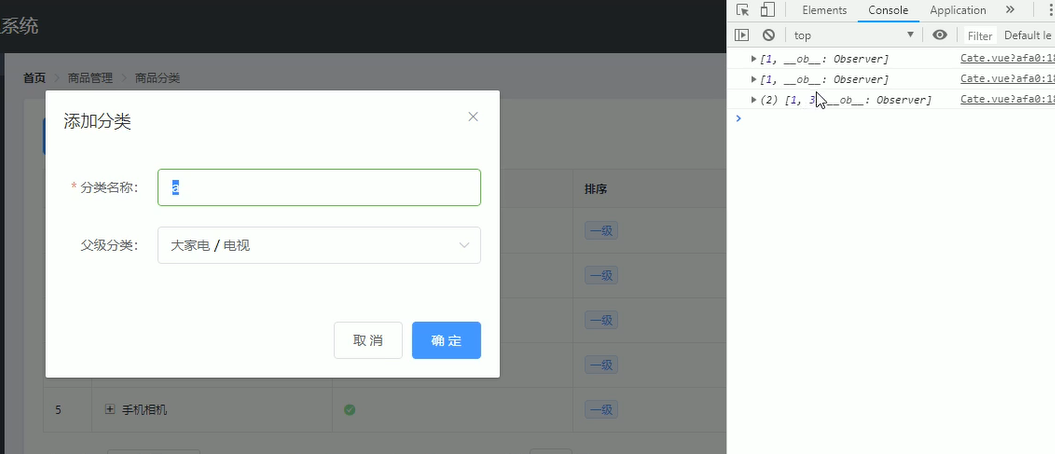 系统
首页 > 商品管理 > 商品分类
添加分类
* 分类名称:
a
父级分类:
大家电 / 电视
取 消
确 定
排序
一级
一级
一级
一级
5
手机相机
一级
Elements
Console
Application
top
Filter
Default le
[1, __ob__: Observer]
Cate.vue?afa0:18
[1, __ob__: Observer]
Cate.vue?afa0:18
(2) [1, 3, __ob__: Observer]
Cate.vue?afa0:18